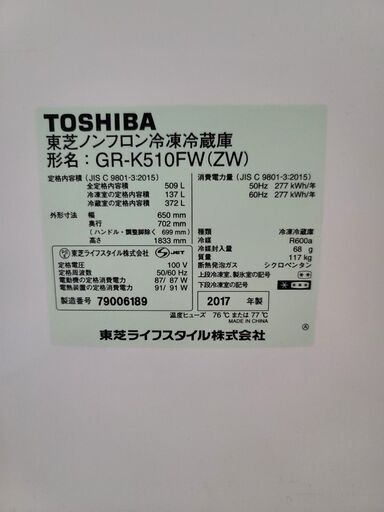 TOSHIBA
東芝ノンフロン冷凍冷蔵庫
形名：GR-K510FW(ZW)
定格内容積 (JIS C 9801-3:2015)
全定格内容積 509 L
冷凍室の定格内容積 137 L
冷蔵室の定格内容積 372 L
外形寸法 幅 650 mm
奥行 702 mm
(ハンドル・調整脚除く 699 mm)
高さ 1833 mm
東芝ライフスタイル株式会社 S JET
定格電圧 100 V
定格周波数 50/60 Hz
電動機の定格消費電力 87/ 87 W
電熱装置の定格消費電力 91/ 91 W
製造番号 79006189
消費電力量 (JIS C 9801-3:2015)
50Hz 277 kWh/年
60Hz 277 kWh/年
種類 冷凍冷蔵庫
冷媒 R600a
冷媒封入量 68 g
質量 117 kg
断熱発泡ガス シクロペンタン
上段冷凍室、製氷室の記号
下段冷凍室の記号
2017 年製
温度ヒューズ 76 ℃ または 77 ℃
MADE IN CHINA
東芝ライフスタイル株式会社
Ⓐ